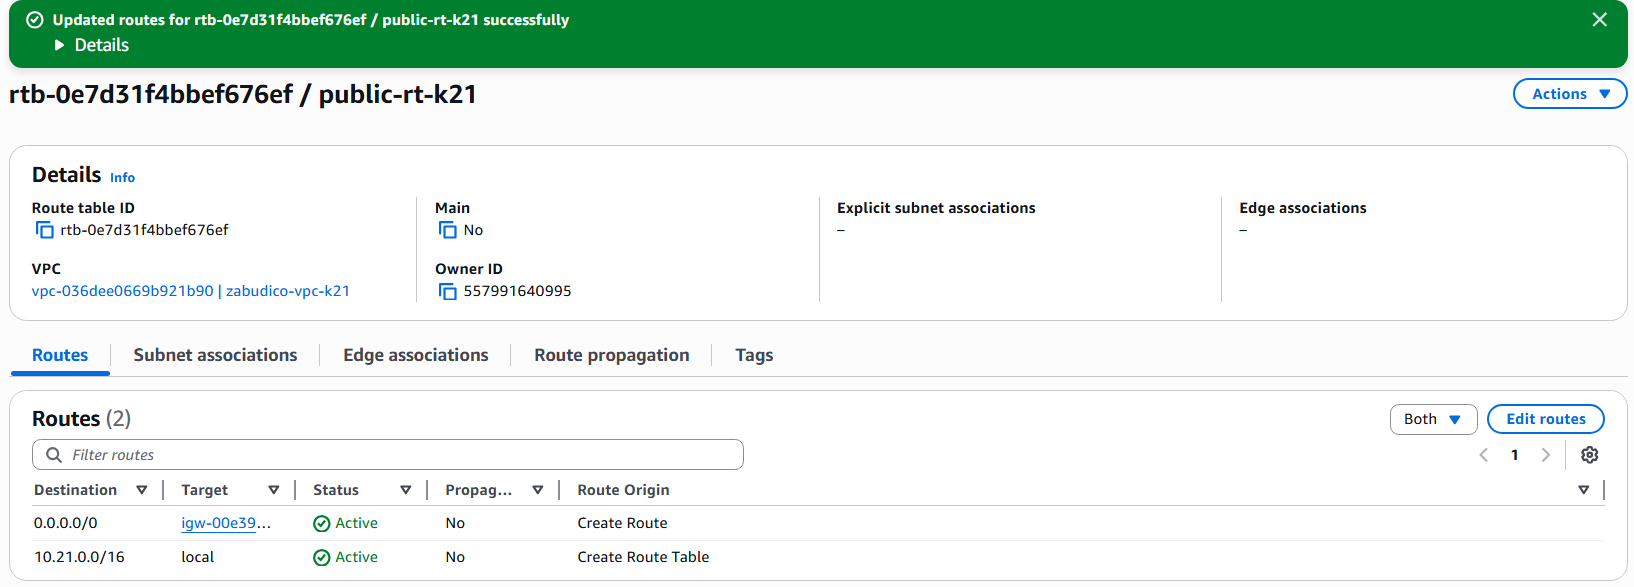 Updated routes for rtb-0e7d31f4bbef676ef / public-rt-k21 successfully
Details
rtb-0e7d31f4bbef676ef / public-rt-k21
Actions
Details Info
Route table ID
rtb-0e7d31f4bbef676ef
Main
No
Explicit subnet associations
–
Edge associations
–
VPC
vpc-036dee0669b921b90 | zabudico-vpc-k21
Owner ID
557991640995
Routes Subnet associations Edge associations Route propagation Tags
Routes (2)
Both Edit routes
Filter routes
1
Destination Target Status Propag... Route Origin
0.0.0.0/0 igw-00e39... Active No Create Route
10.21.0.0/16 local Active No Create Route Table